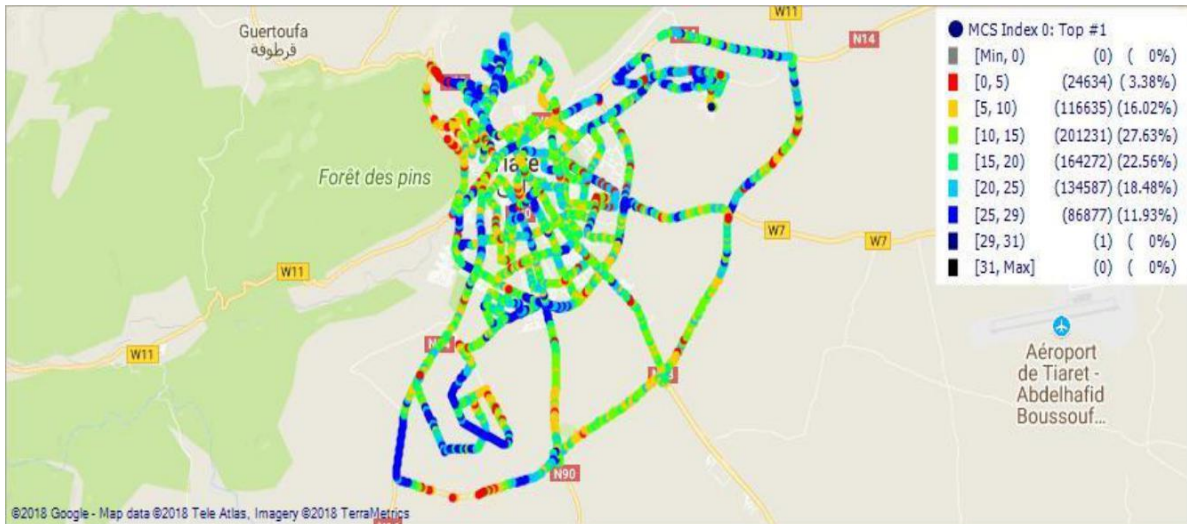 Guertoufa
قرطوفة
W11
N14
MCS Index 0: Top #1
[Min, 0) (0) ( 0%)
[0, 5) (24634) ( 3.38%)
[5, 10) (116635) (16.02%)
[10, 15) (201231) (27.63%)
[15, 20) (164272) (22.56%)
[20, 25) (134587) (18.48%)
[25, 29) (86877) (11.93%)
[29, 31) (1) ( 0%)
[31, Max] (0) ( 0%)
Forêt des pins
W7
W7
W11
W11
Aéroport
de Tiaret -
Abdelhafid
Boussouf...
N90
©2018 Google - Map data ©2018 Tele Atlas, Imagery ©2018 TerraMetrics